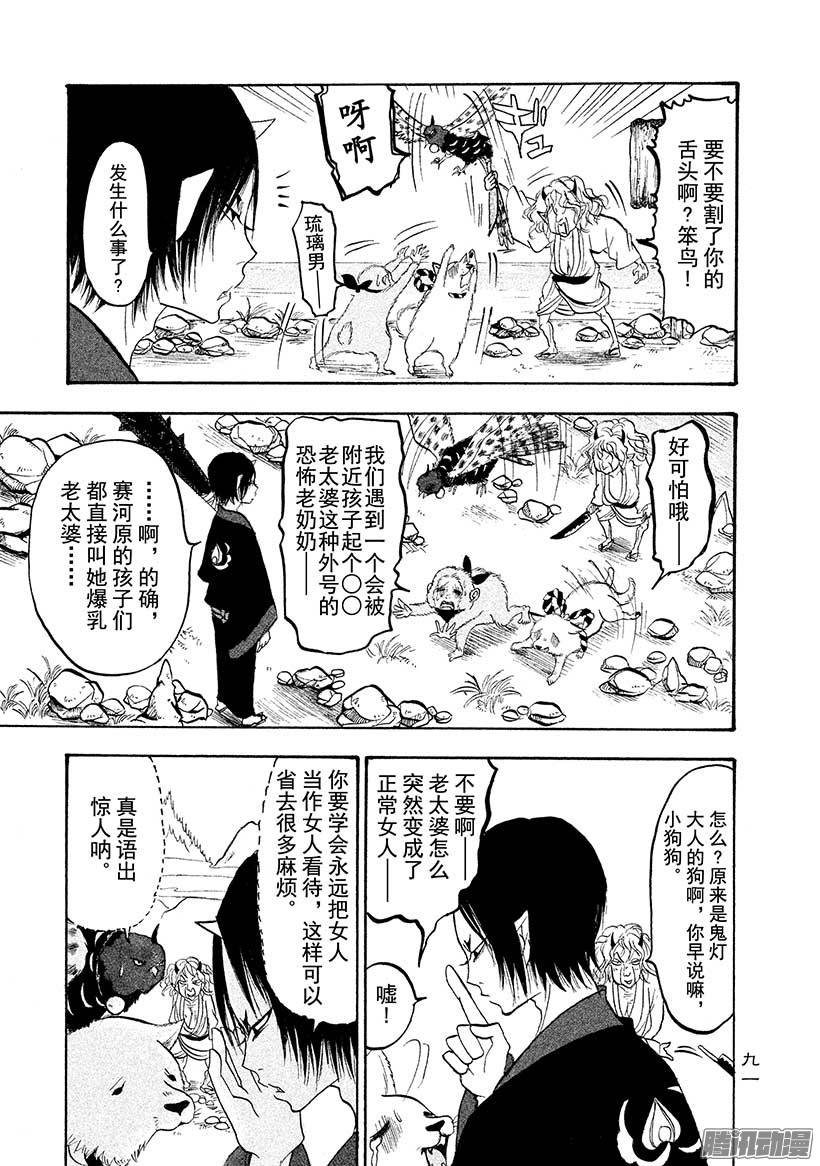 要不要割了你的
舌头啊？笨鸟！
ギュ
呀啊
琉璃男——
发生什么事了？
好可怕哦——
我们遇到一个会被
附近孩子起个〇〇
老太婆这种外号的
恐怖老奶奶——
……啊，的确，
赛河原的孩子们
都直接叫她爆乳
老太婆……
怎么？原来是鬼灯
大人的狗啊，你早说嘛，
小狗狗。
不要啊——
老太婆怎么
突然变成了
正常女人——
嘘！
你要学会永远把女人
当作女人看待，这样可以
省去很多麻烦。
真是语出
惊人呐。
九一
腾讯动漫